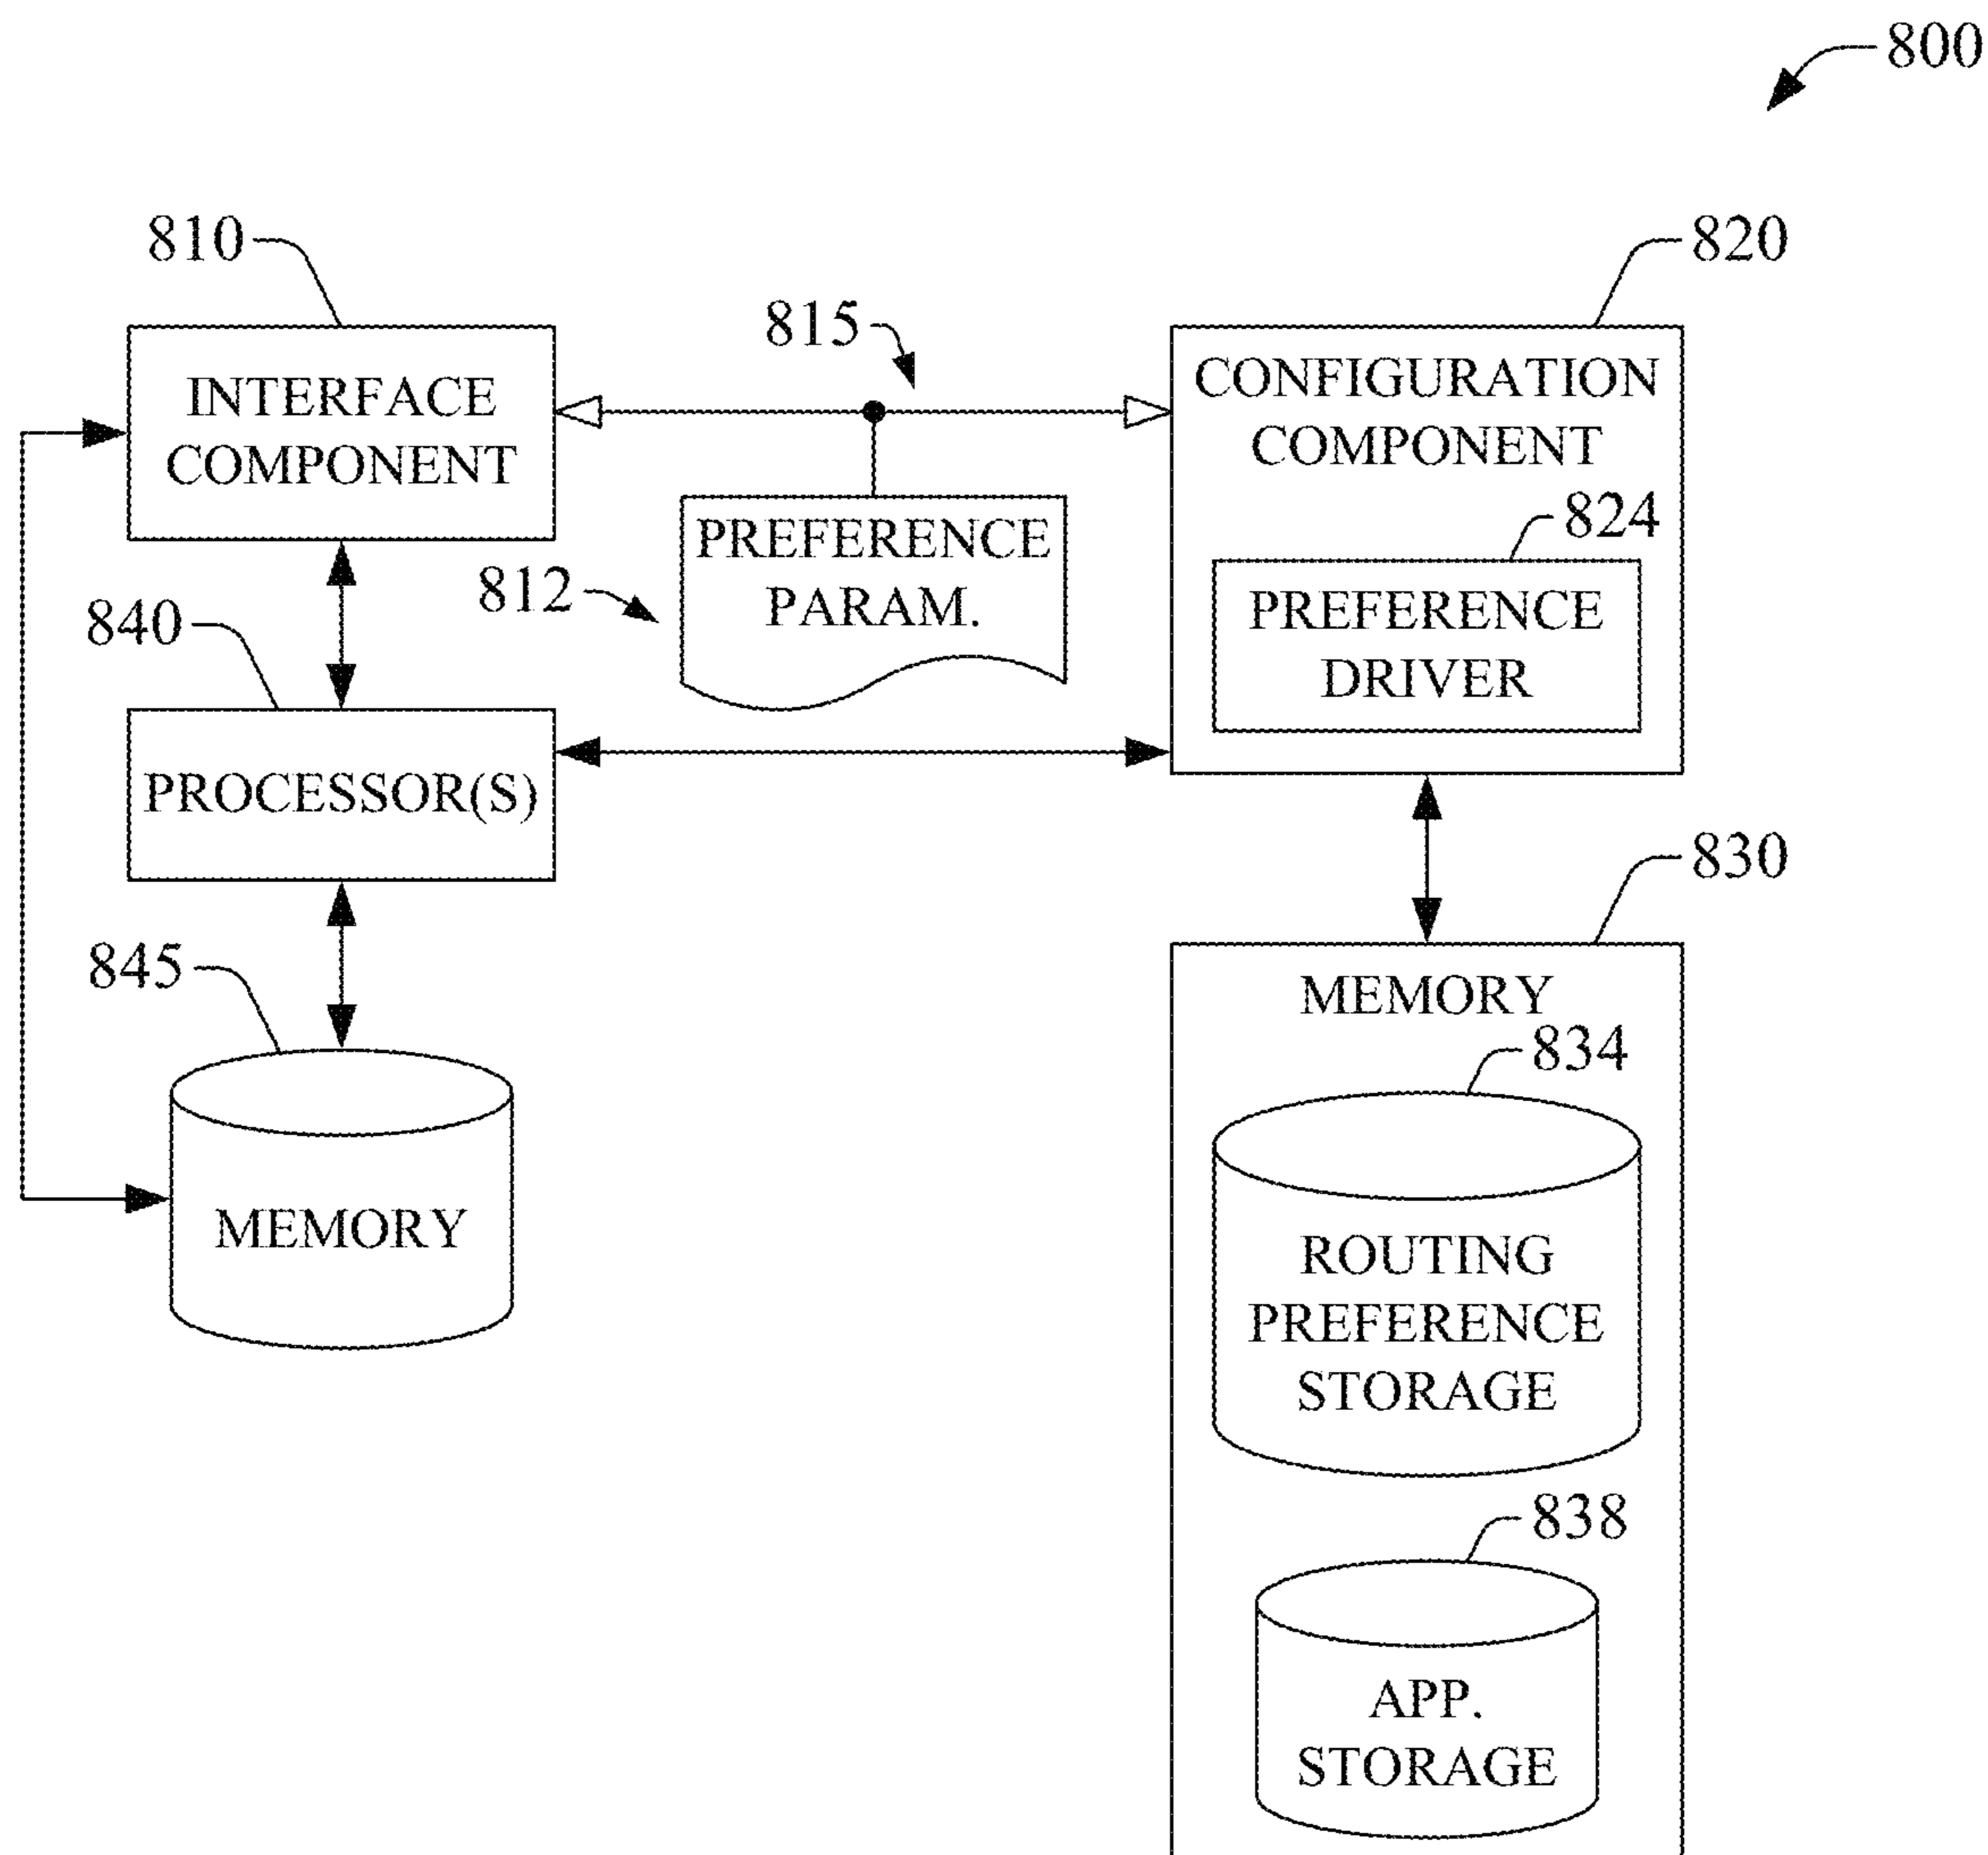 800
810
820
815
INTERFACE
COMPONENT
CONFIGURATION
COMPONENT
824
PREFERENCE
PARAM.
812
PREFERENCE
DRIVER
840
PROCESSOR(S)
830
845
MEMORY
834
MEMORY
ROUTING
PREFERENCE
STORAGE
838
APP.
STORAGE